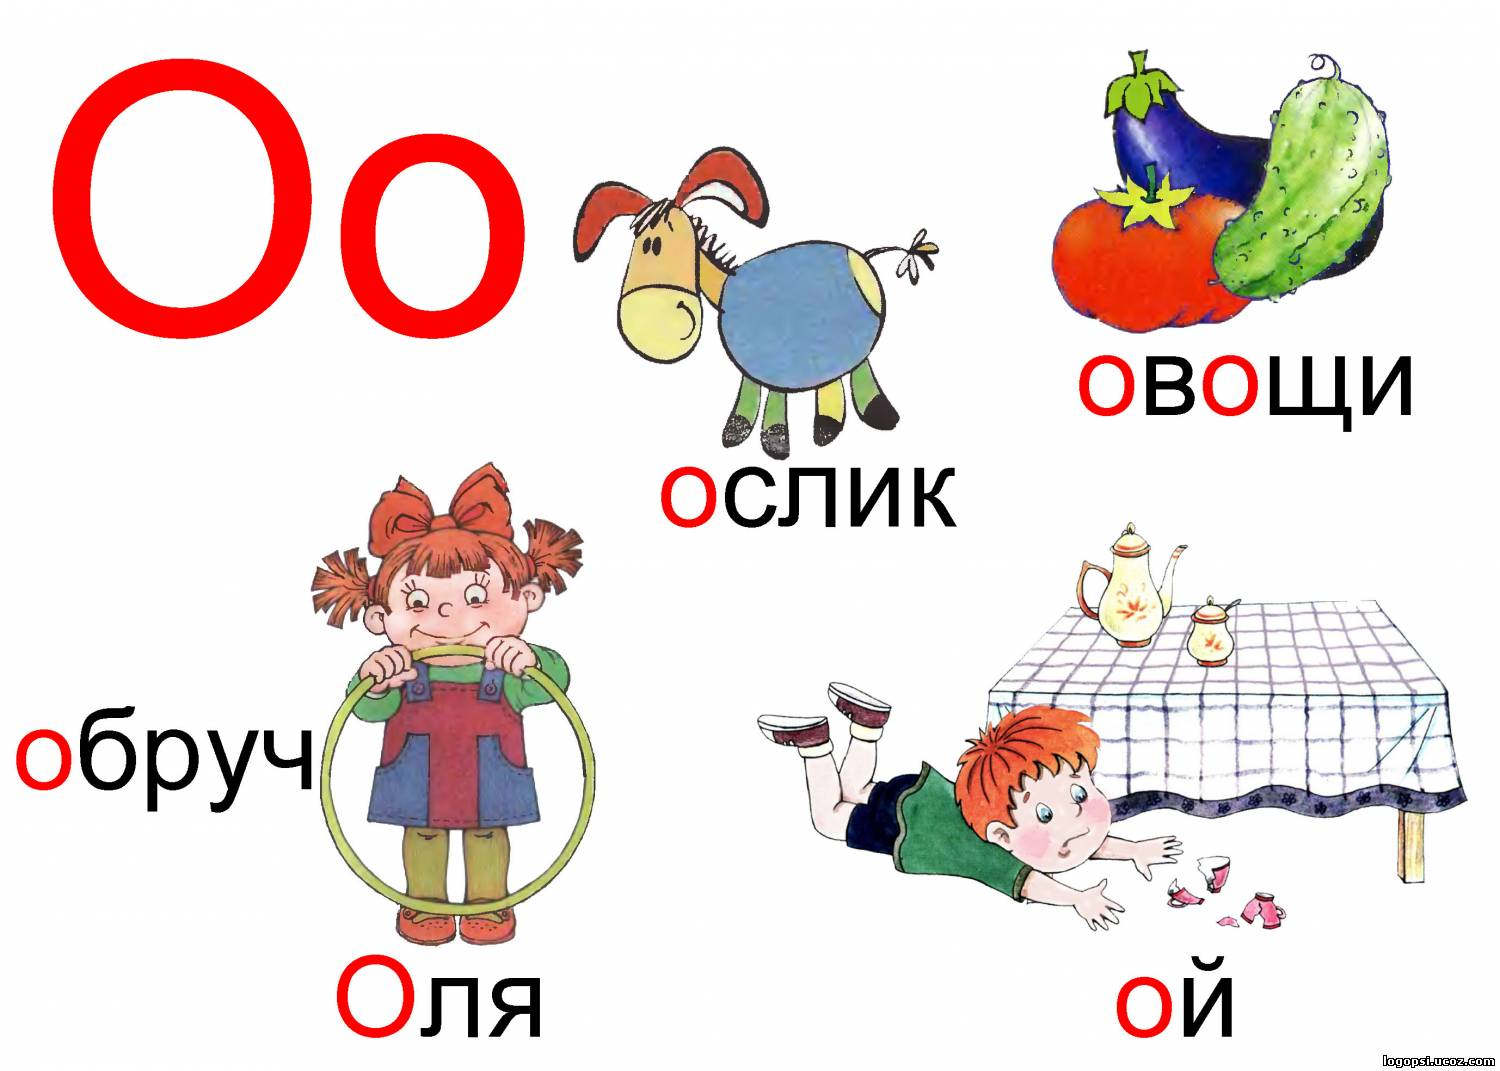 Оо
овощи
ослик
обруч
Оля
ой
logopsi.ucoz.com